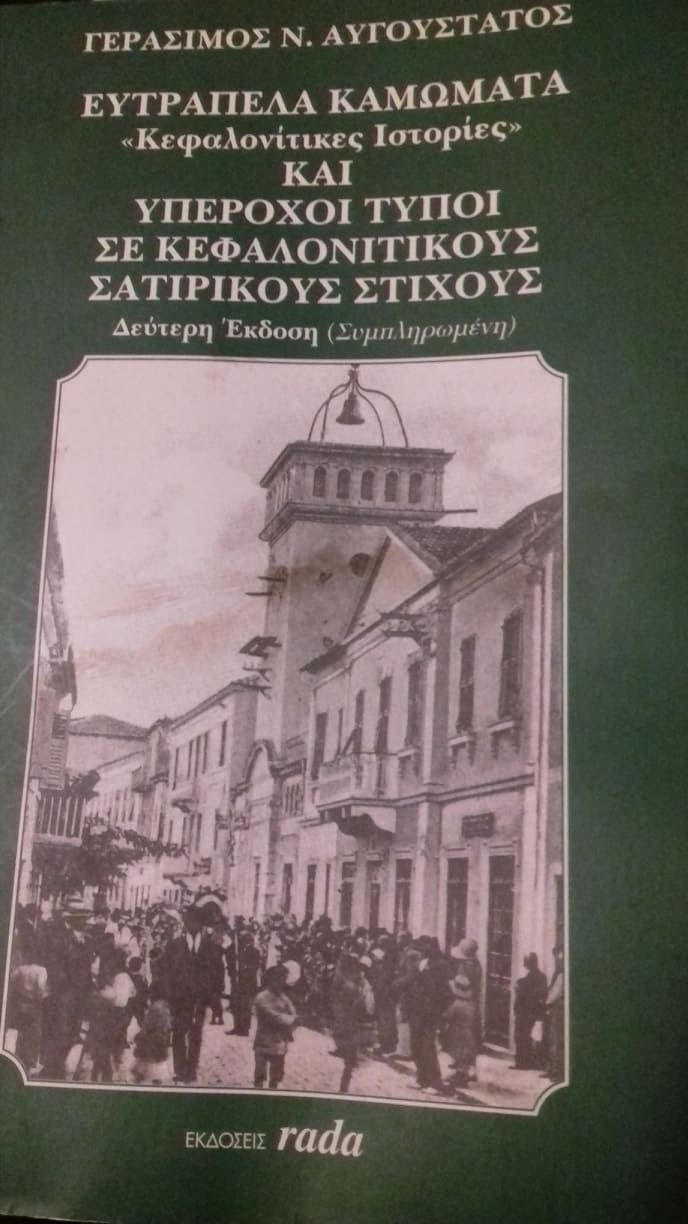 ΓΕΡΑΣΙΜΟΣ Ν. ΑΥΓΟΥΣΤΑΤΟΣ
ΕΥΤΡΑΠΕΛΑ ΚΑΜΩΜΑΤΑ
«Κεφαλονίτικες Ιστορίες»
ΚΑΙ
ΥΠΕΡΟΧΟΙ ΤΥΠΟΙ
ΣΕ ΚΕΦΑΛΟΝΙΤΙΚΟΥΣ
ΣΑΤΙΡΙΚΟΥΣ ΣΤΙΧΟΥΣ
Δεύτερη Έκδοση (Συμπληρωμένη)
ΕΚΔΟΣΕΙΣ rada